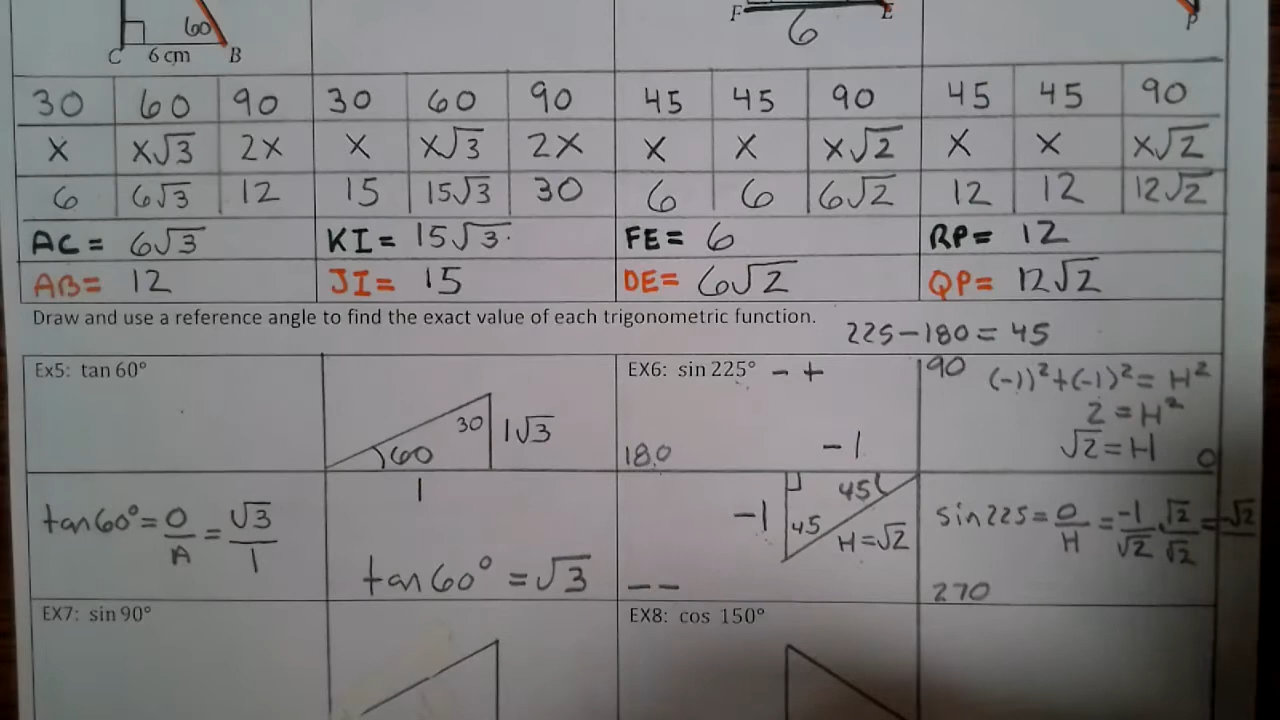 60
C 6 cm B
F E
6
P
30 60 90 30 60 90 45 45 90 45 45 90
X X√3 2X X X√3 2X X X X√2 X X X√2
6 6√3 12 15 15√3 30 6 6 6√2 12 12 12√2
AC = 6√3 KI = 15√3 FE = 6 RP = 12
AB = 12 JI = 15 DE = 6√2 QP = 12√2
Draw and use a reference angle to find the exact value of each trigonometric function.
225 - 180 = 45
Ex5: tan 60°
30
60
1√3
1
tan 60° = O/A = √3/1
tan 60° = √3
EX6: sin 225° - +
90
(-1)² + (-1)² = H²
2 = H²
√2 = H
180
0
-1
-1
45
45
H = √2
sin 225 = O/H = -1/√2 √2/√2 = -√2
- -
270
EX7: sin 90°
EX8: cos 150°